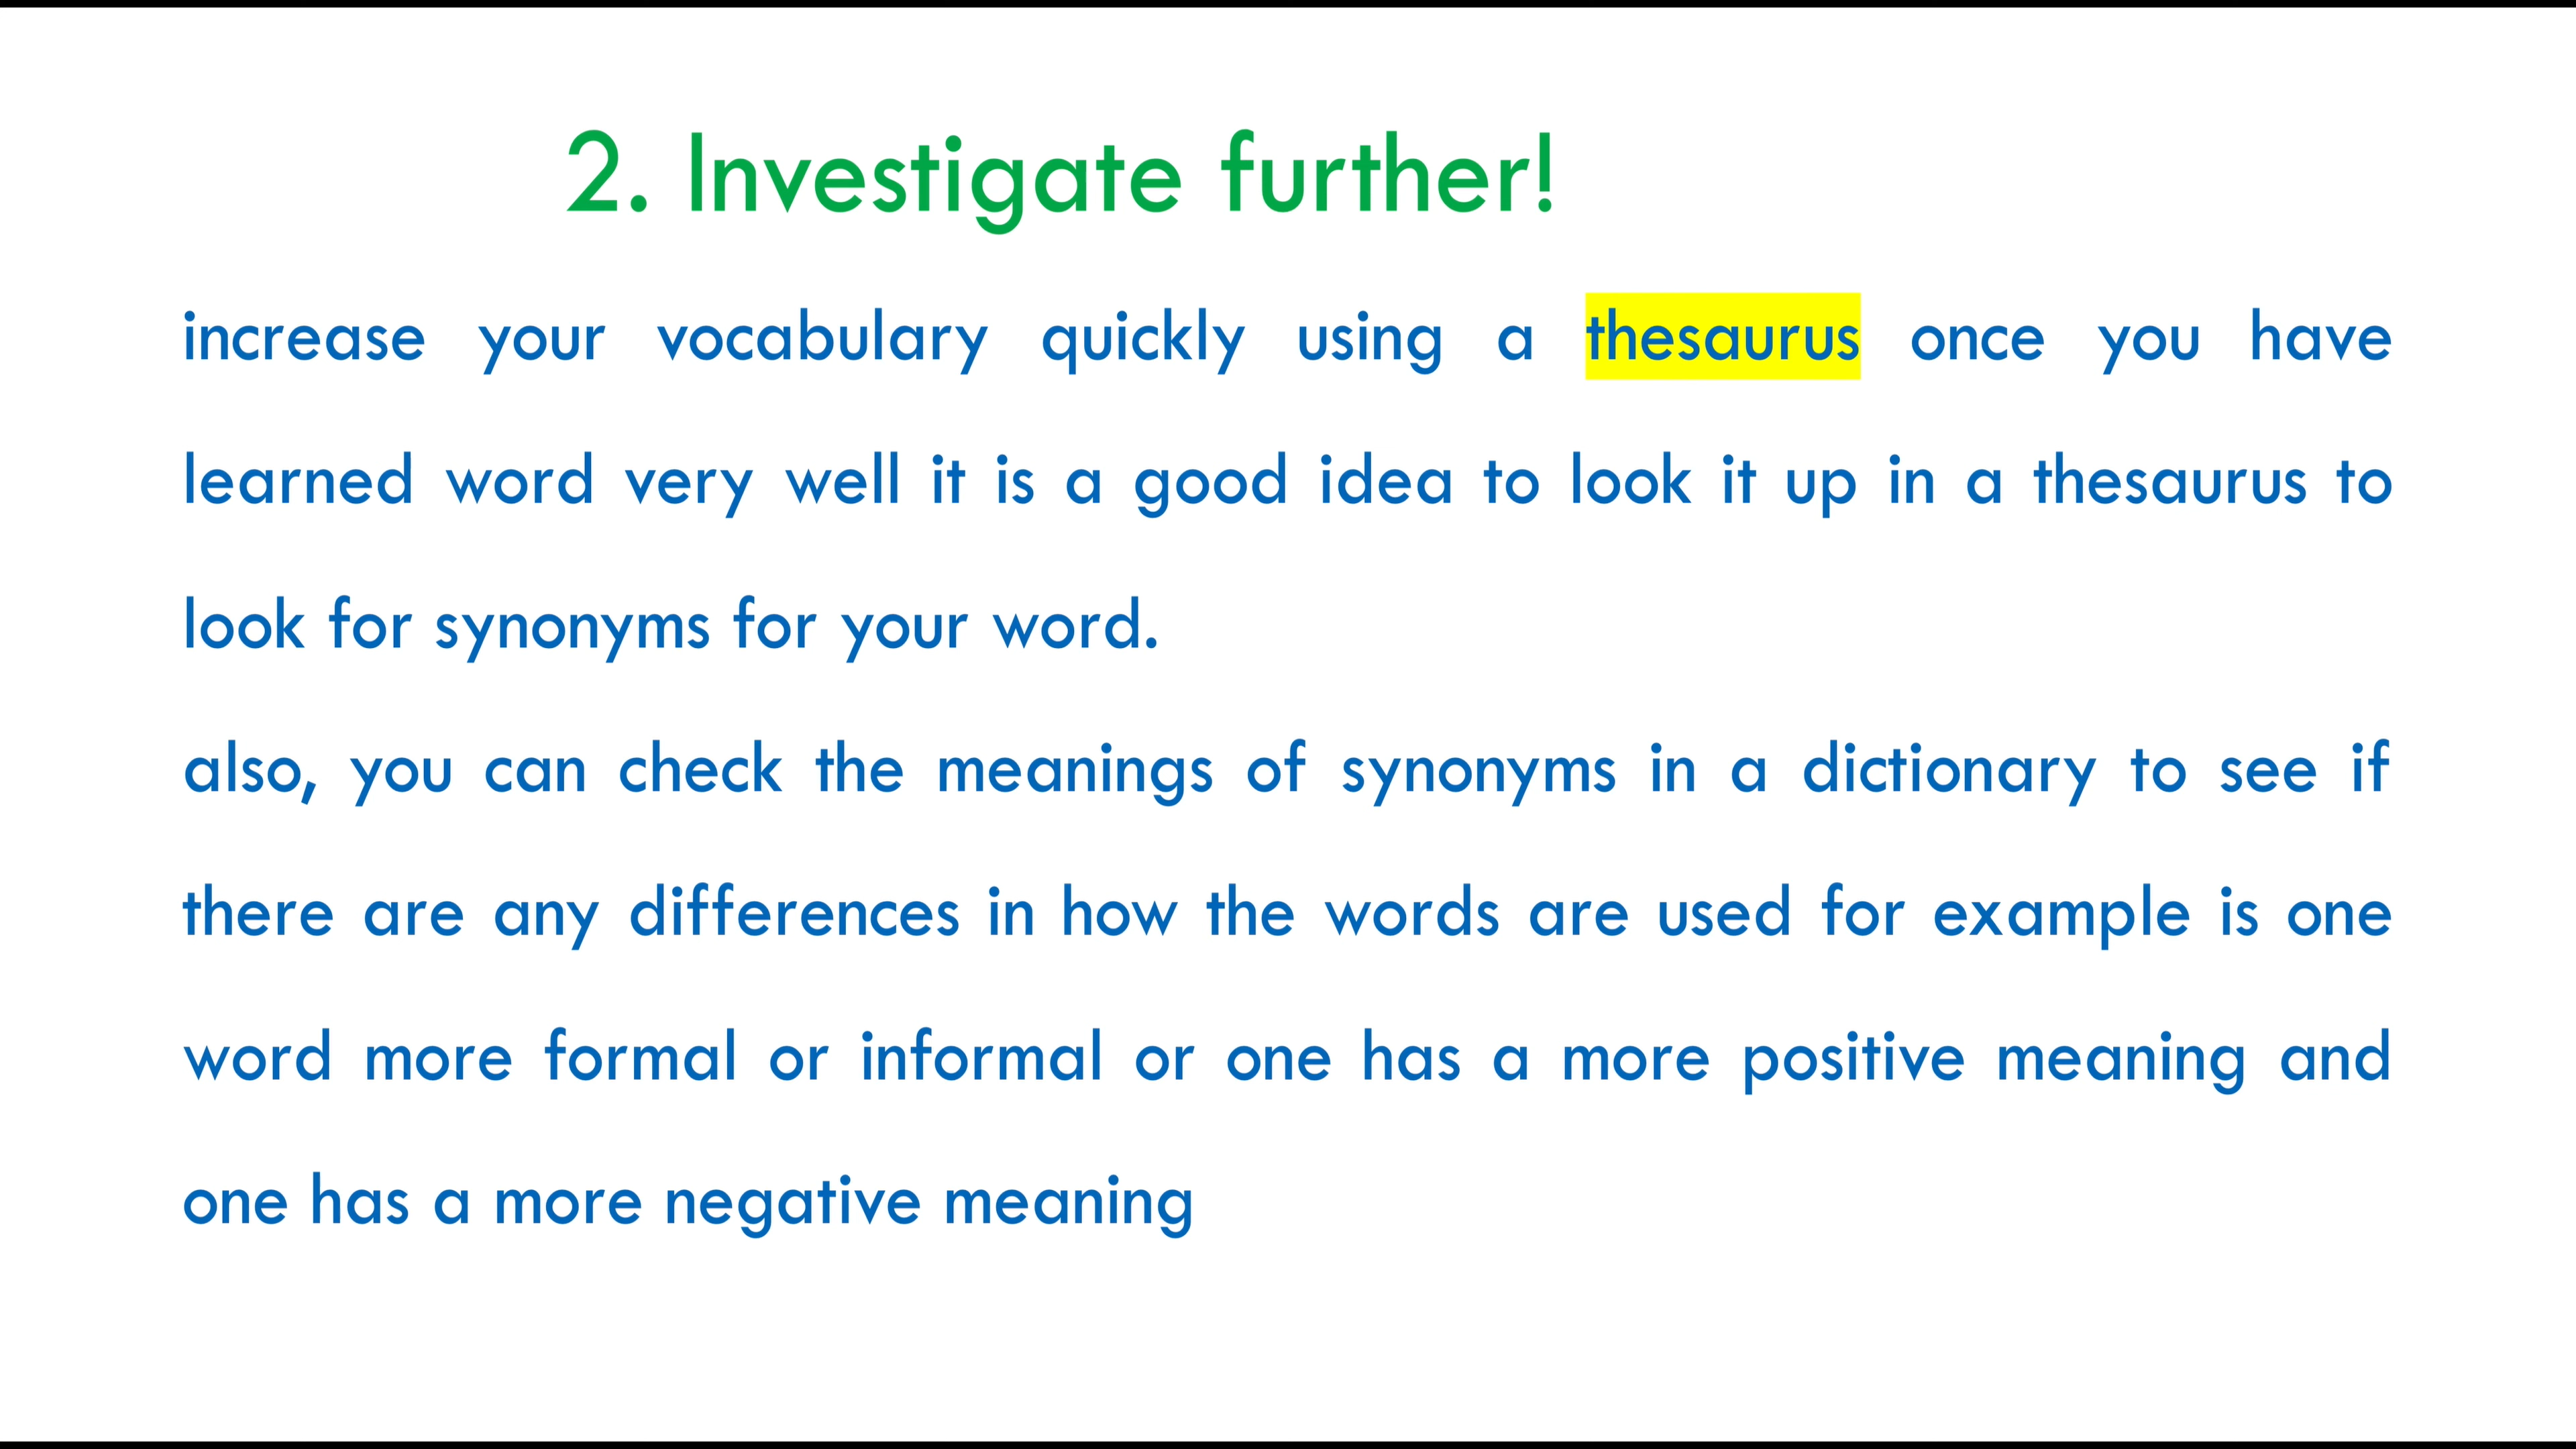 2. Investigate further!
increase your vocabulary quickly using a thesaurus once you have
learned word very well it is a good idea to look it up in a thesaurus to
look for synonyms for your word.
also, you can check the meanings of synonyms in a dictionary to see if
there are any differences in how the words are used for example is one
word more formal or informal or one has a more positive meaning and
one has a more negative meaning